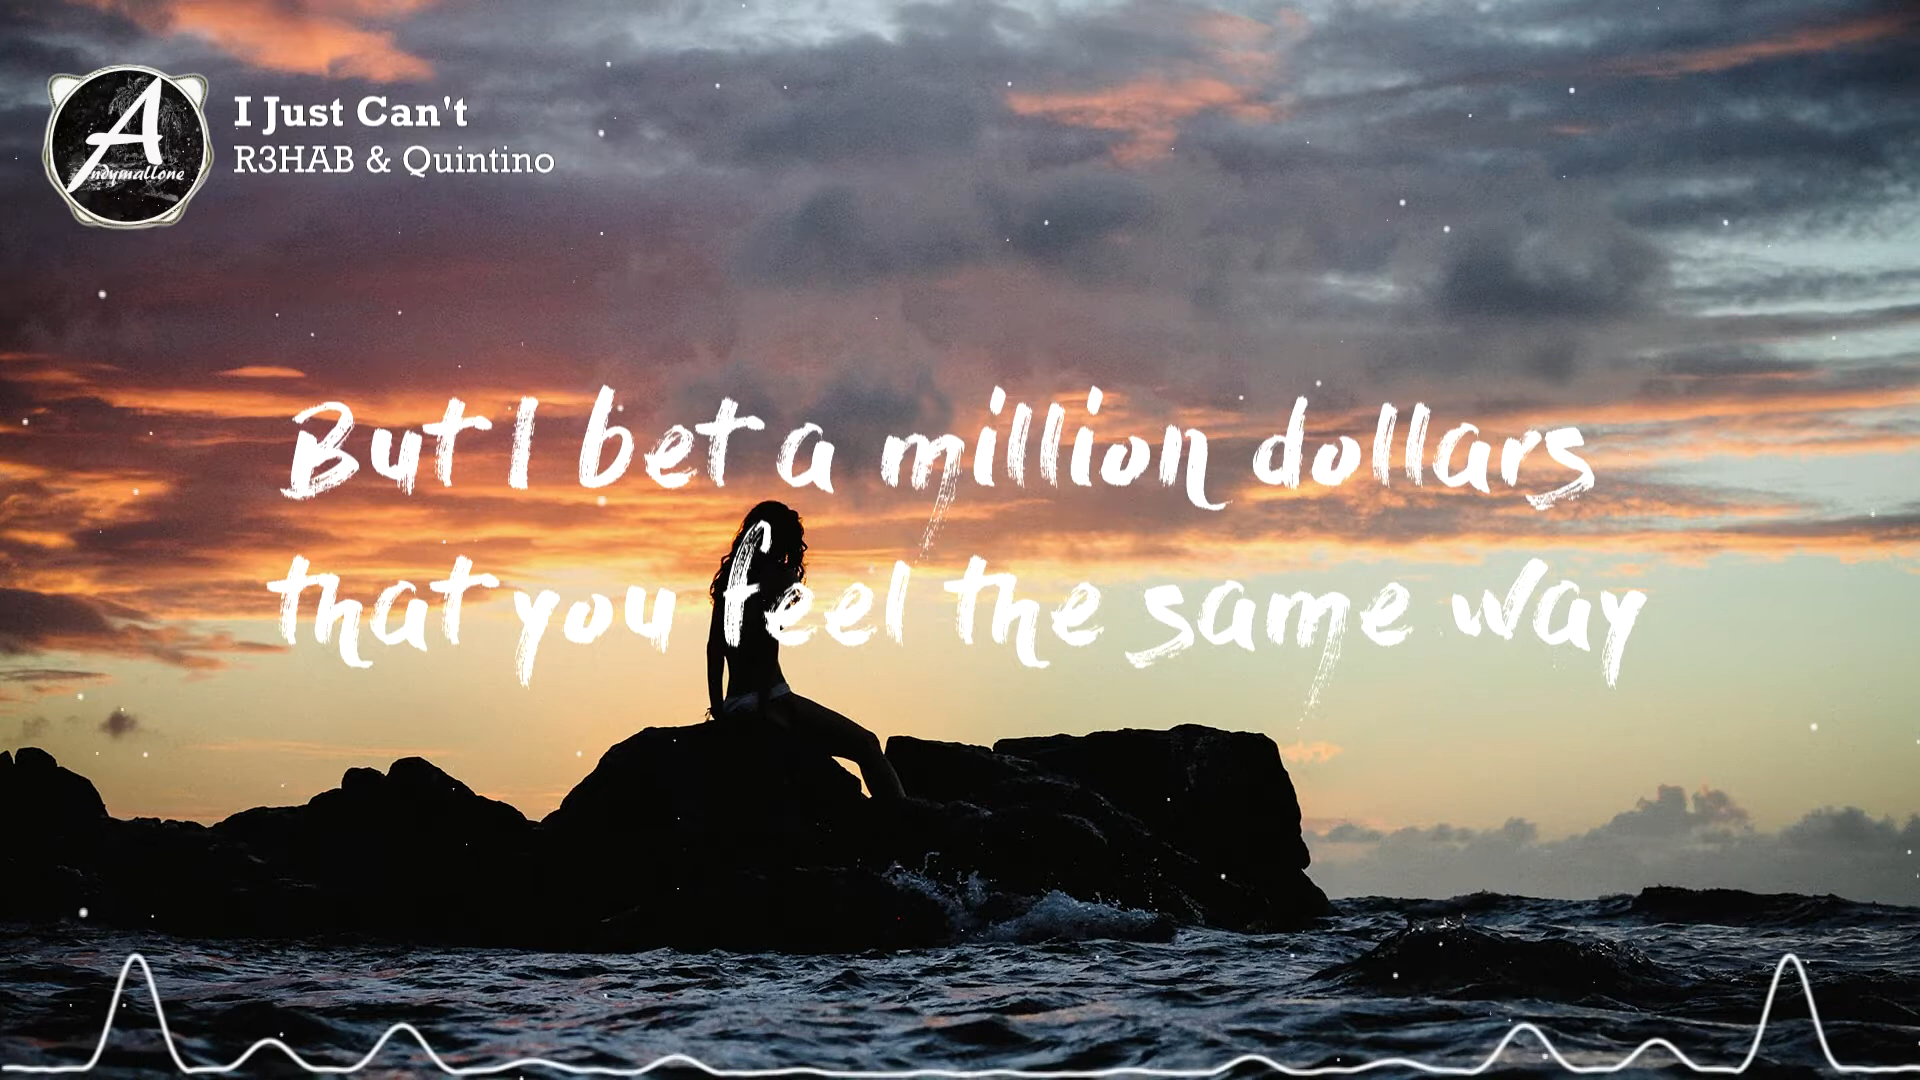 I Just Can't
R3HAB & Quintino
Andymallone
But I bet a million dollars
that you feel the same way